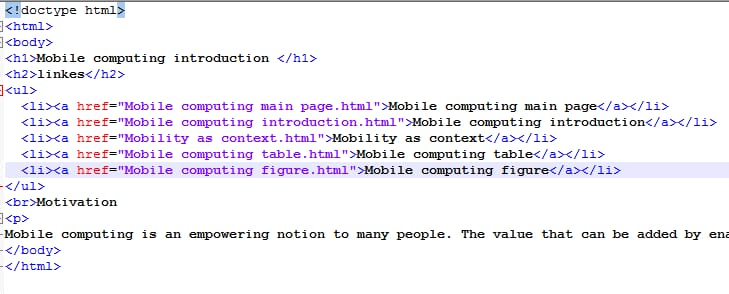 <!doctype html>
<html>
<body>
<h1>Mobile computing introduction </h1>
<h2>linkes</h2>
<ul>
<li><a href="Mobile computing main page.html">Mobile computing main page</a></li>
<li><a href="Mobile computing introduction.html">Mobile computing introduction</a></li>
<li><a href="Mobility as context.html">Mobility as context</a></li>
<li><a href="Mobile computing table.html">Mobile computing table</a></li>
<li><a href="Mobile computing figure.html">Mobile computing figure</a></li>
</ul>
<br>Motivation
<p>
Mobile computing is an empowering notion to many people. The value that can be added by ena
</body>
</html>